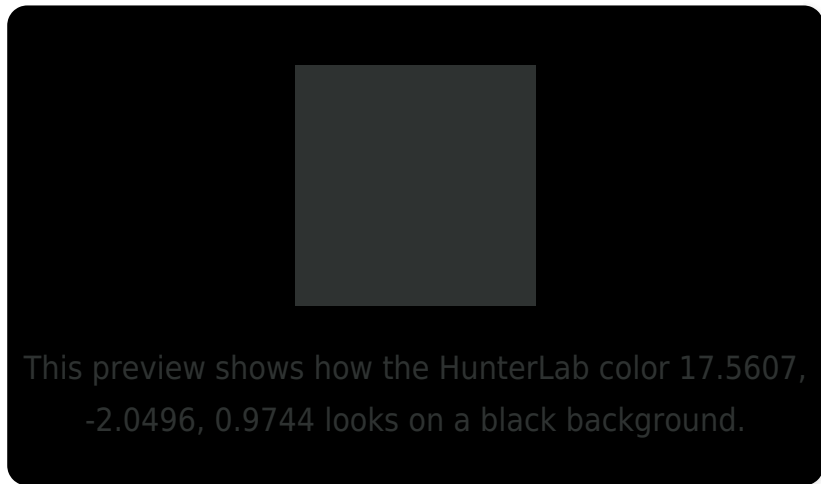 This preview shows how the HunterLab color 17.5607,
-2.0496, 0.9744 looks on a black background.